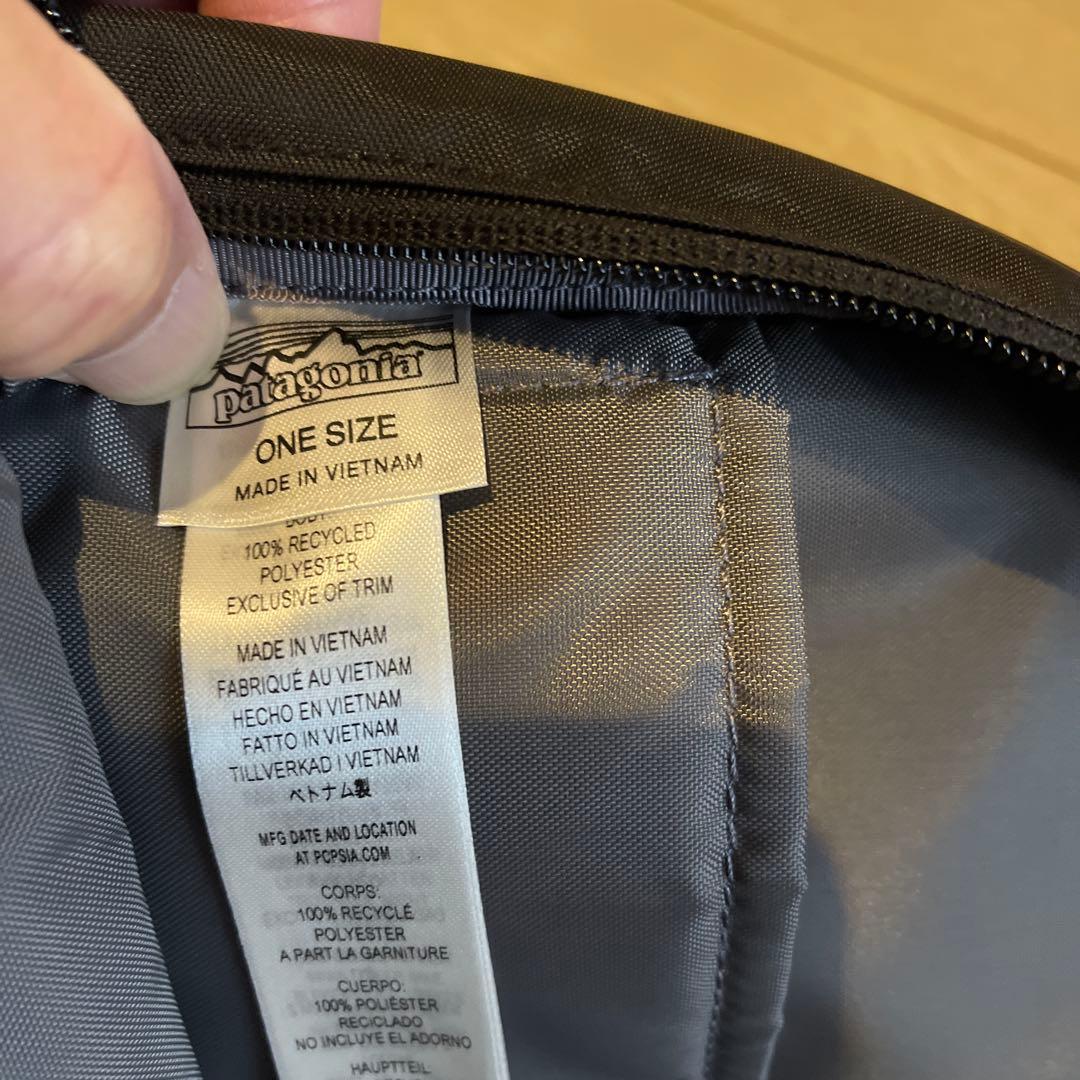 patagonia
ONE SIZE
MADE IN VIETNAM
BODY
100% RECYCLED
POLYESTER
EXCLUSIVE OF TRIM
MADE IN VIETNAM
FABRIQUÉ AU VIETNAM
HECHO EN VIETNAM
FATTO IN VIETNAM
TILLVERKAD I VIETNAM
ベトナム製
MFG DATE AND LOCATION
AT PCPSIA.COM
CORPS:
100% RECYCLÉ
POLYESTER
A PART LA GARNITURE
CUERPO:
100% POLIÉSTER
RECICLADO
NO INCLUYE EL ADORNO
HAUPTTEIL